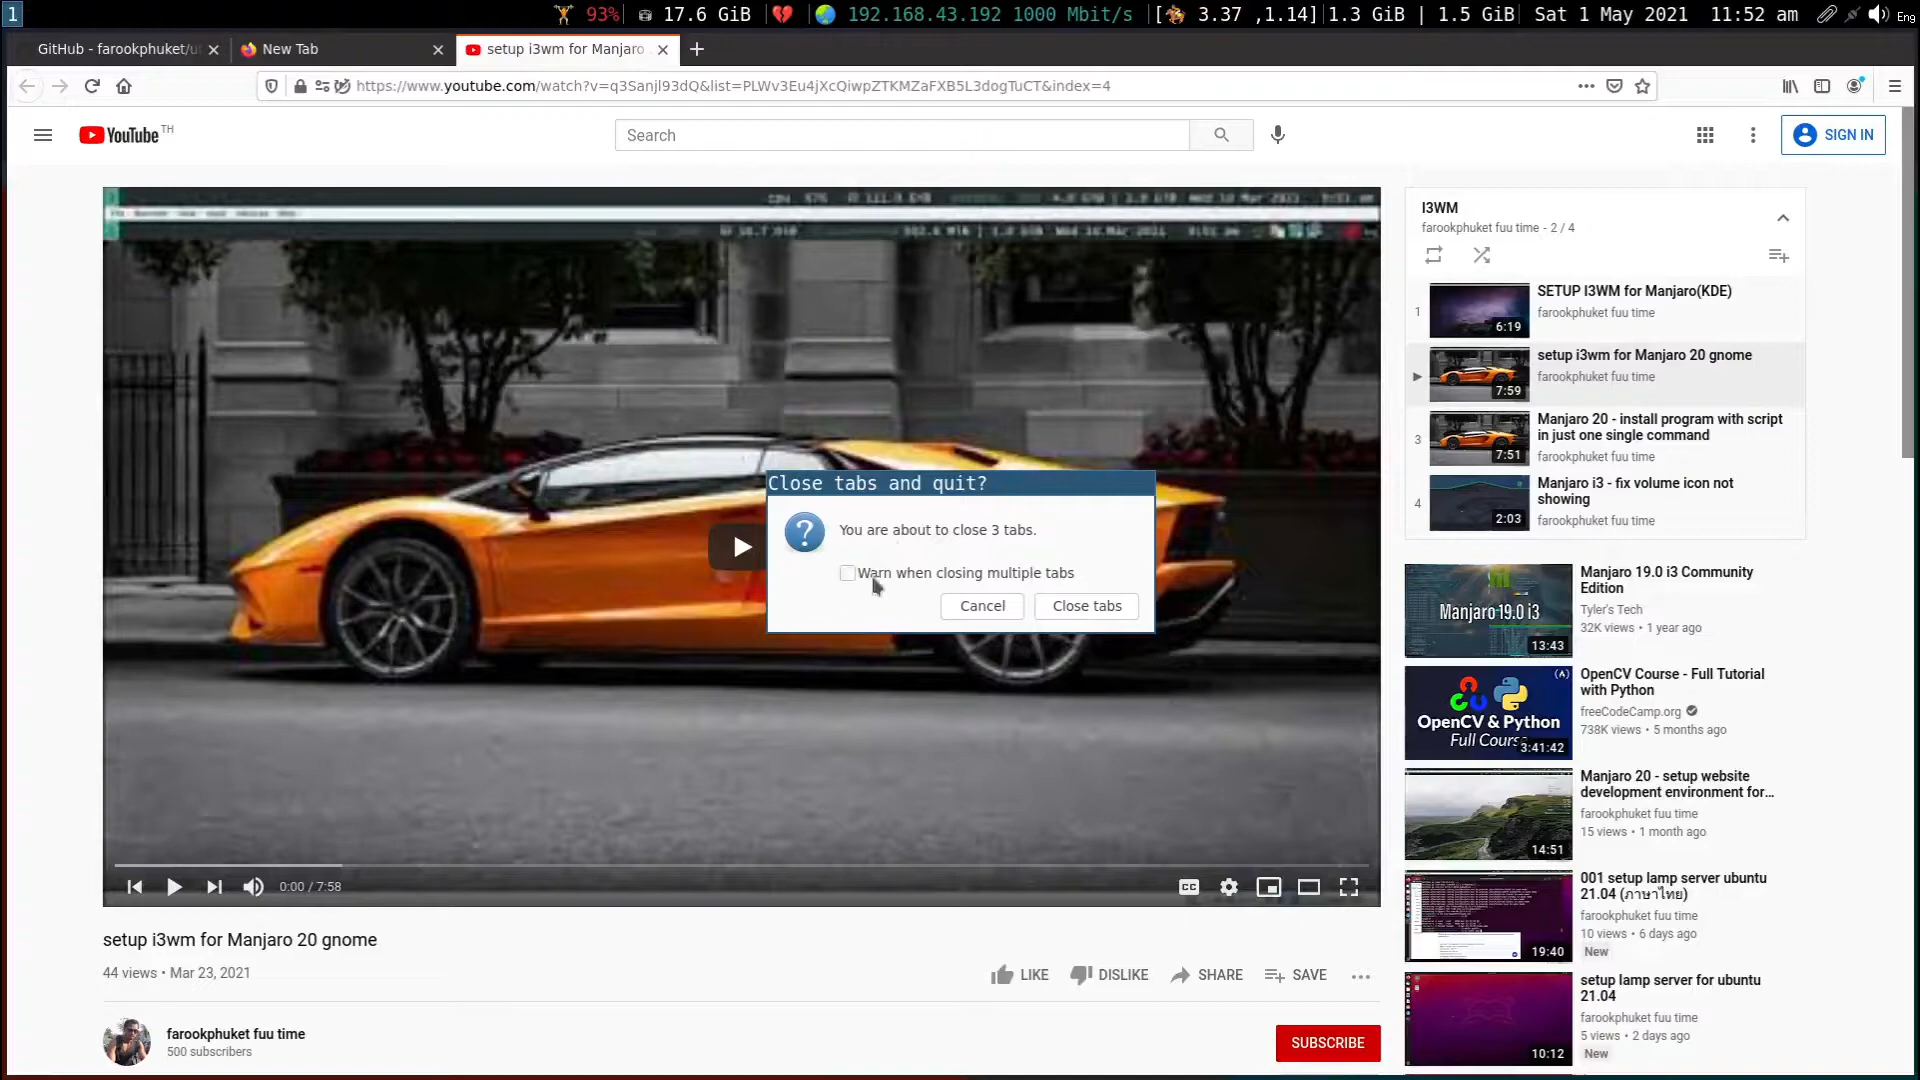 1
93% 17.6 GiB 192.168.43.192 1000 Mbit/s [ 3.37 ,1.14]|1.3 GiB | 1.5 GiB Sat 1 May 2021 11:52 am Eng
GitHub - farookphuket/u
New Tab
setup i3wm for Manjaro
https://www.youtube.com/watch?v=q3Sanjl93dQ&list=PLWv3Eu4jXcQiwpZTKMZaFXB5L3dogTuCT&index=4
YouTube TH
Search
SIGN IN
Close tabs and quit?
?
You are about to close 3 tabs.
Warn when closing multiple tabs
Cancel
Close tabs
0:00 / 7:58
CC
setup i3wm for Manjaro 20 gnome
44 views • Mar 23, 2021
LIKE
DISLIKE
SHARE
SAVE
farookphuket fuu time
500 subscribers
SUBSCRIBE
I3WM
farookphuket fuu time - 2 / 4
1
6:19
SETUP I3WM for Manjaro(KDE)
farookphuket fuu time
7:59
setup i3wm for Manjaro 20 gnome
farookphuket fuu time
3
7:51
Manjaro 20 - install program with script
in just one single command
farookphuket fuu time
4
2:03
Manjaro i3 - fix volume icon not
showing
farookphuket fuu time
Manjaro 19.0 i3
13:43
Manjaro 19.0 i3 Community
Edition
Tyler's Tech
32K views • 1 year ago
OpenCV & Python
Full Course
3:41:42
OpenCV Course - Full Tutorial
with Python
freeCodeCamp.org
738K views • 5 months ago
14:51
Manjaro 20 - setup website
development environment for...
farookphuket fuu time
15 views • 1 month ago
19:40
001 setup lamp server ubuntu
21.04 (ภาษาไทย)
farookphuket fuu time
10 views • 6 days ago
New
10:12
setup lamp server for ubuntu
21.04
farookphuket fuu time
5 views • 2 days ago
New